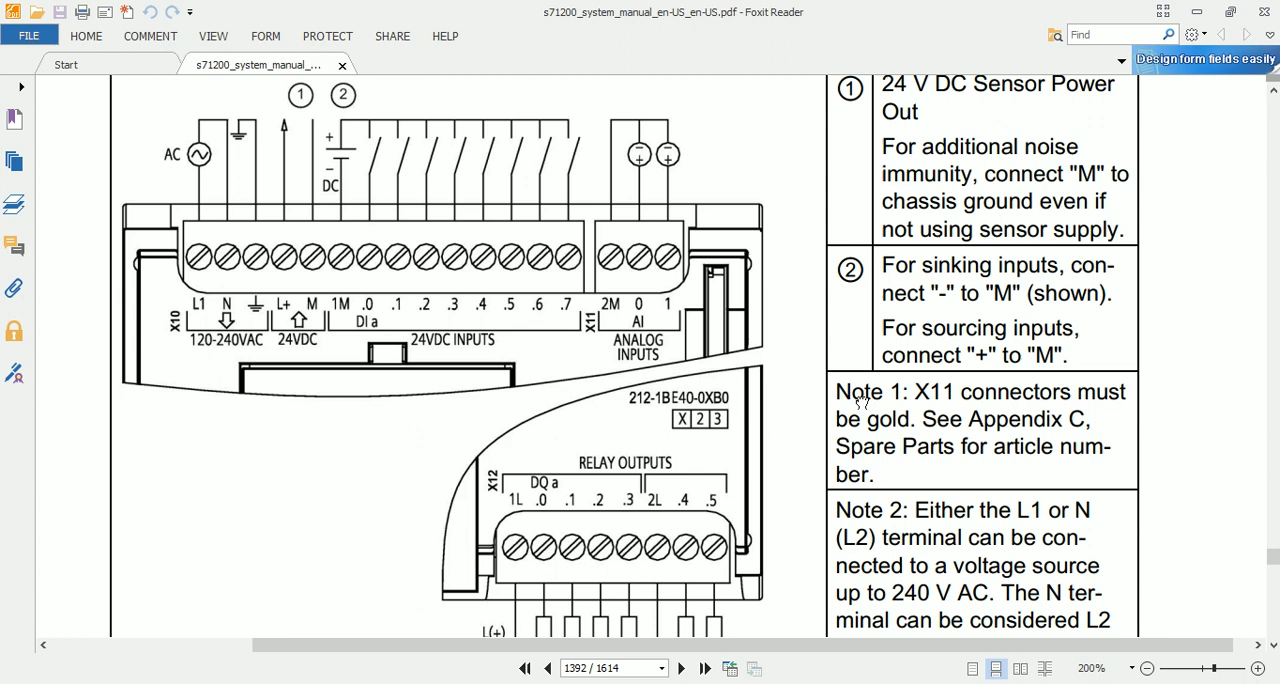 s71200_system_manual_en-US_en-US.pdf - Foxit Reader
FILE HOME COMMENT VIEW FORM PROTECT SHARE HELP Find
Start s71200_system_manual_... Design form fields easily
1 2
AC
+
−
DC
+
+
L1 N L+ M 1M .0 .1 .2 .3 .4 .5 .6 .7 2M 0 1
X10 DI a X11 AI
120-240VAC 24VDC 24VDC INPUTS ANALOG
INPUTS
212-1BE40-0XB0
X 2 3
RELAY OUTPUTS
X12 DQ a
1L .0 .1 .2 .3 2L .4 .5
L(+)
1 24 V DC Sensor Power
Out
For additional noise
immunity, connect "M" to
chassis ground even if
not using sensor supply.
2 For sinking inputs, con-
nect "-" to "M" (shown).
For sourcing inputs,
connect "+" to "M".
Note 1: X11 connectors must
be gold. See Appendix C,
Spare Parts for article num-
ber.
Note 2: Either the L1 or N
(L2) terminal can be con-
nected to a voltage source
up to 240 V AC. The N ter-
minal can be considered L2
1392 / 1614 200%